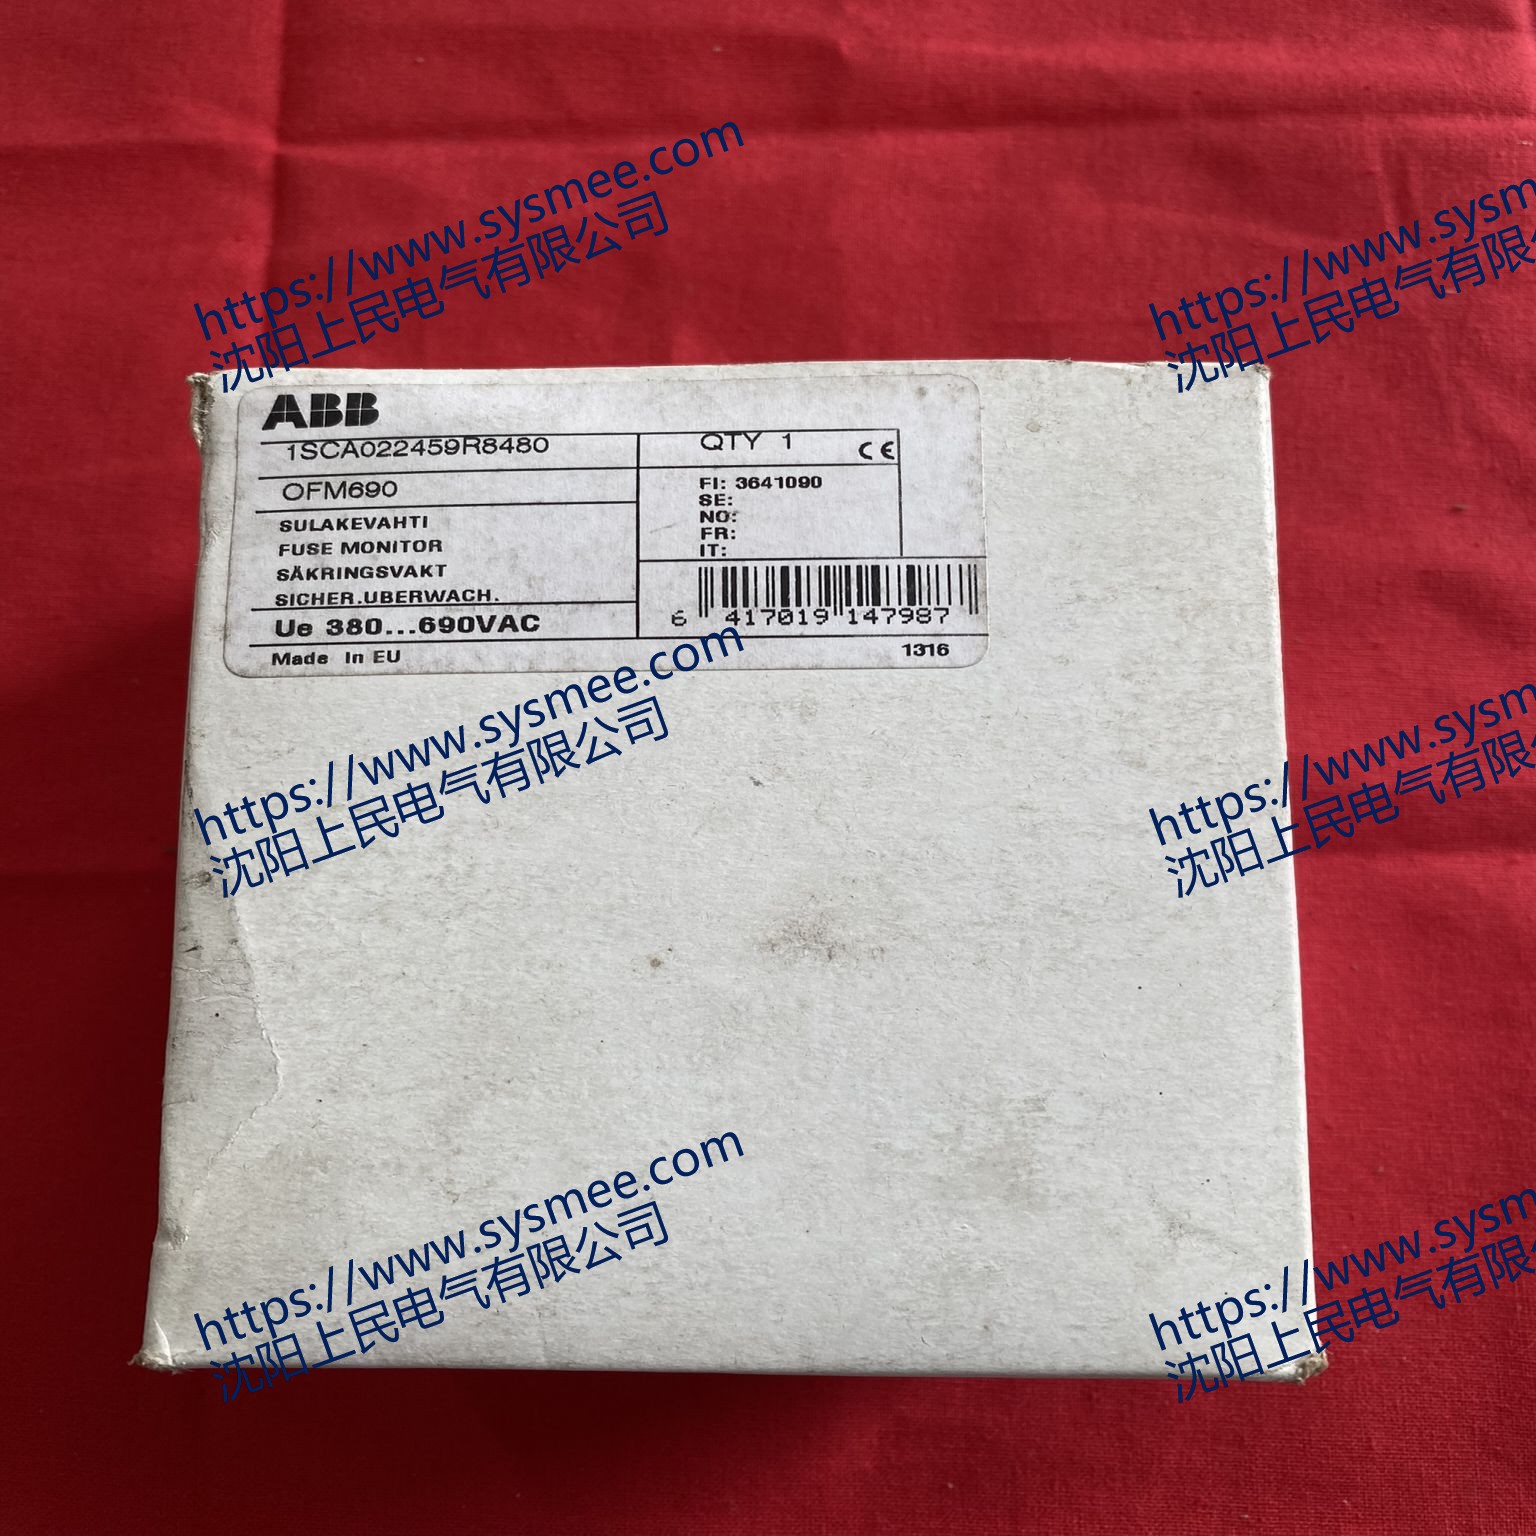 https://www.sysmee.com
沈阳上民电气有限公司
https://www.sysm
沈阳上民电气有限
ABB
1SCA022459R8480
QTY 1
CE
OFM690
FI: 3641090
SE:
NO:
FR:
IT:
SULAKEVAHTI
FUSE MONITOR
SÄKRINGSVAKT
SICHER.UBERWACH.
6 417019 147987
Ue 380...690VAC
Made in EU
1316
https://www.sysmee.com
沈阳上民电气有限公司
https://www.sysm
沈阳上民电气有限
https://www.sysmee.com
沈阳上民电气有限公司
https://www.sysm
沈阳上民电气有限